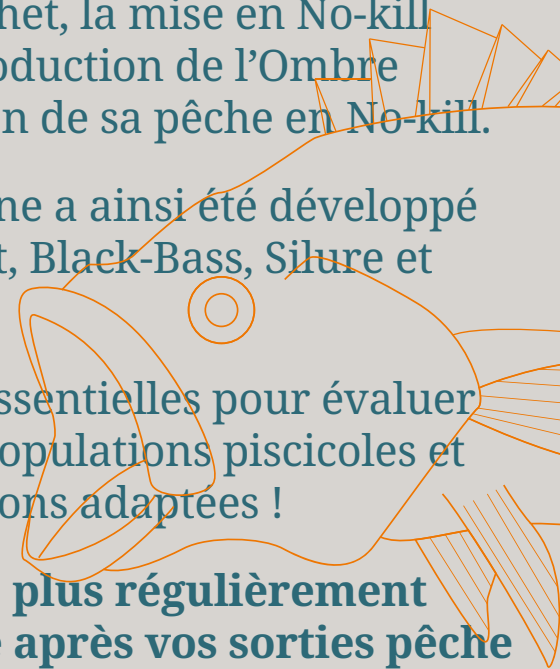 het, la mise en No-kill
oduction de l’Ombre
n de sa pêche en No-kill.
ne a ainsi été développé
t, Black-Bass, Silure et
ssentielles pour évaluer
opulations piscicoles et
ons adaptées !
plus régulièrement
e après vos sorties pêche